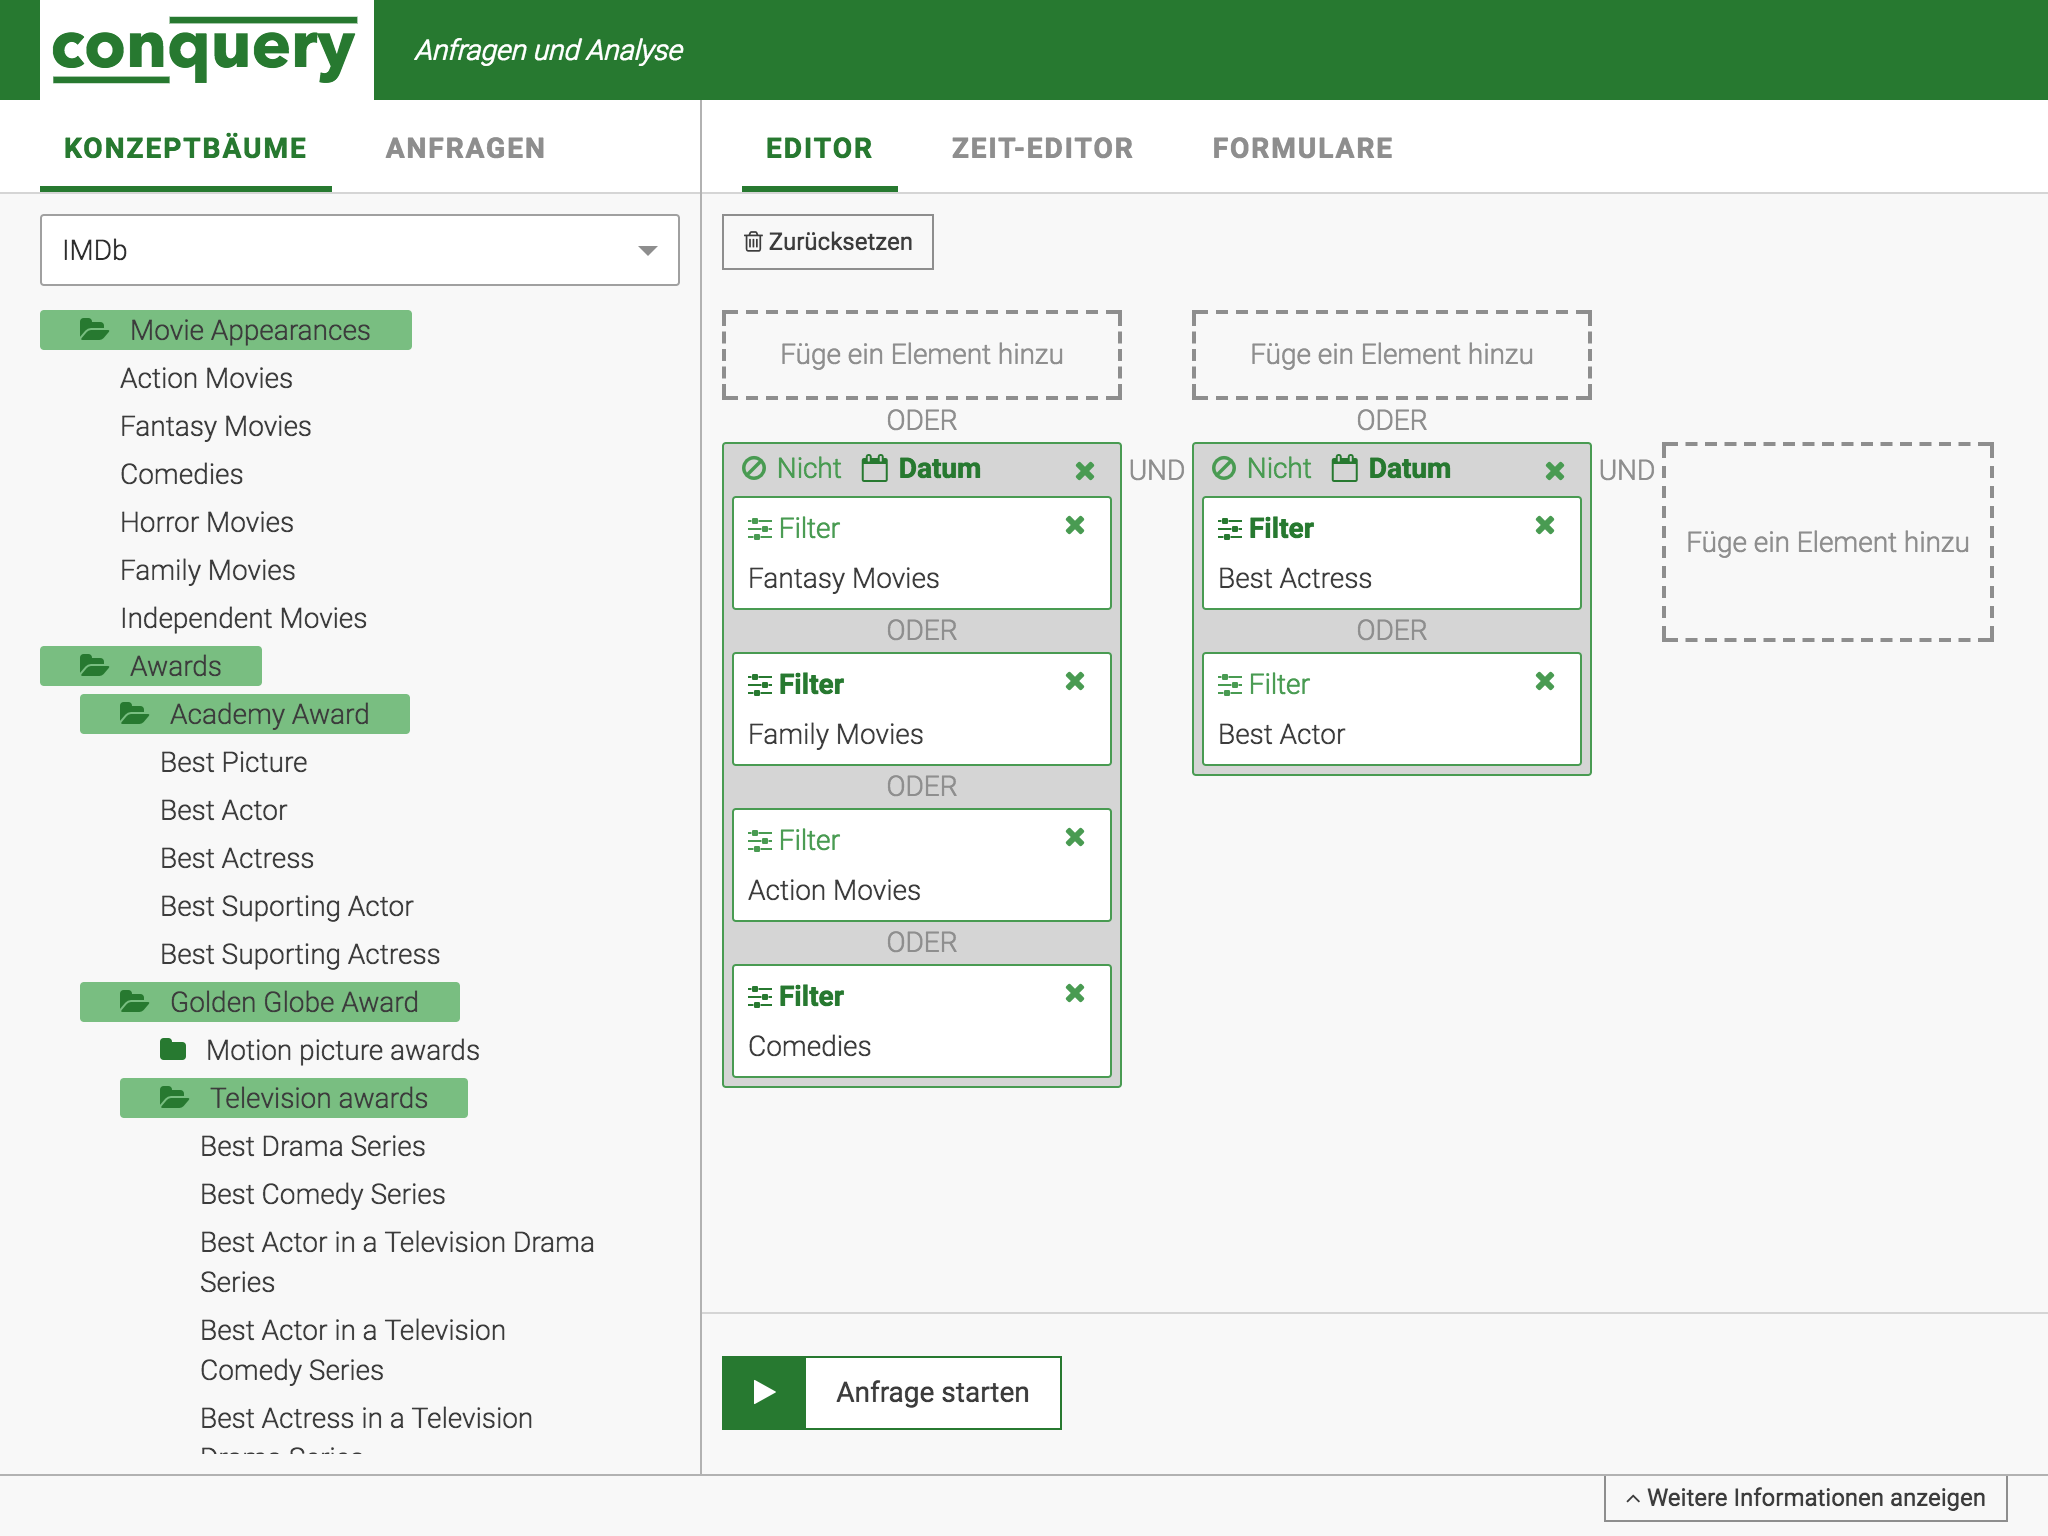 conquery
Anfragen und Analyse
KONZEPTBÄUME
ANFRAGEN
IMDb
Movie Appearances
Action Movies
Fantasy Movies
Comedies
Horror Movies
Family Movies
Independent Movies
Awards
Academy Award
Best Picture
Best Actor
Best Actress
Best Suporting Actor
Best Suporting Actress
Golden Globe Award
Motion picture awards
Television awards
Best Drama Series
Best Comedy Series
Best Actor in a Television Drama
Series
Best Actor in a Television
Comedy Series
Best Actress in a Television
Drama Series
EDITOR
ZEIT-EDITOR
FORMULARE
Zurücksetzen
Füge ein Element hinzu
ODER
Nicht Datum
Filter
Fantasy Movies
ODER
Filter
Family Movies
ODER
Filter
Action Movies
ODER
Filter
Comedies
UND
Füge ein Element hinzu
ODER
Nicht Datum
Filter
Best Actress
ODER
Filter
Best Actor
UND
Füge ein Element hinzu
Anfrage starten
Weitere Informationen anzeigen